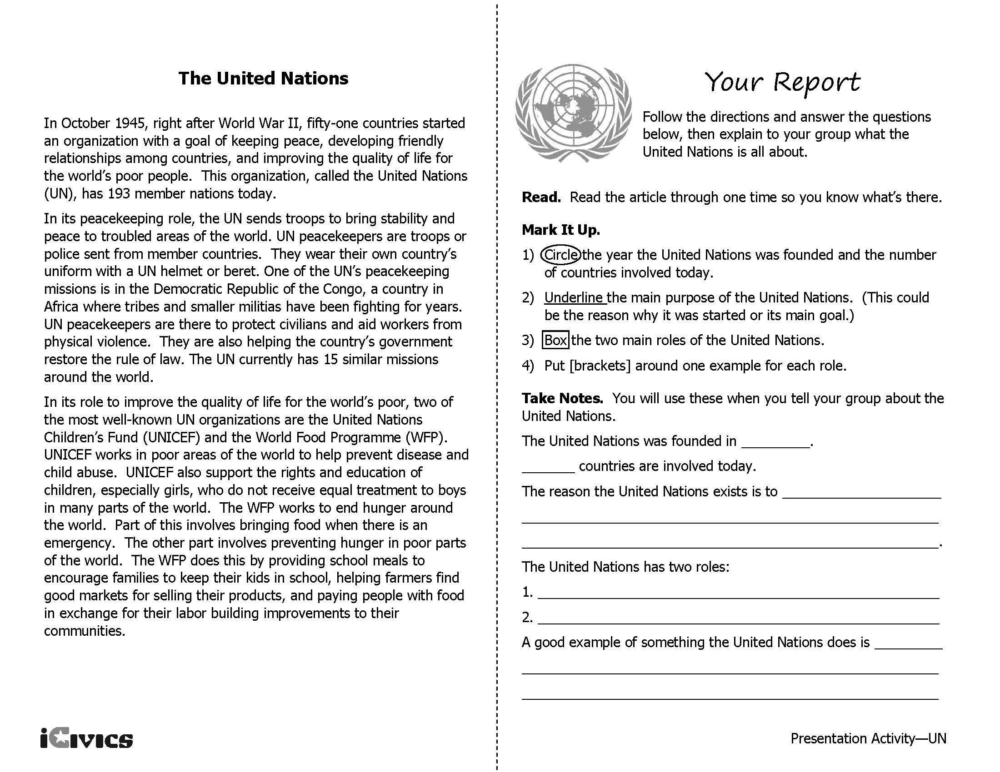 The United Nations
In October 1945, right after World War II, fifty-one countries started
an organization with a goal of keeping peace, developing friendly
relationships among countries, and improving the quality of life for
the world's poor people.  This organization, called the United Nations
(UN), has 193 member nations today.
In its peacekeeping role, the UN sends troops to bring stability and
peace to troubled areas of the world. UN peacekeepers are troops or
police sent from member countries.  They wear their own country's
uniform with a UN helmet or beret. One of the UN's peacekeeping
missions is in the Democratic Republic of the Congo, a country in
Africa where tribes and smaller militias have been fighting for years.
UN peacekeepers are there to protect civilians and aid workers from
physical violence.  They are also helping the country's government
restore the rule of law. The UN currently has 15 similar missions
around the world.
In its role to improve the quality of life for the world's poor, two of
the most well-known UN organizations are the United Nations
Children's Fund (UNICEF) and the World Food Programme (WFP).
UNICEF works in poor areas of the world to help prevent disease and
child abuse.  UNICEF also support the rights and education of
children, especially girls, who do not receive equal treatment to boys
in many parts of the world.  The WFP works to end hunger around
the world.  Part of this involves bringing food when there is an
emergency.  The other part involves preventing hunger in poor parts
of the world.  The WFP does this by providing school meals to
encourage families to keep their kids in school, helping farmers find
good markets for selling their products, and paying people with food
in exchange for their labor building improvements to their
communities.
iCivics
Your Report
Follow the directions and answer the questions
below, then explain to your group what the
United Nations is all about.
Read.  Read the article through one time so you know what's there.
Mark It Up.
1) Circle the year the United Nations was founded and the number
of countries involved today.
2) Underline the main purpose of the United Nations.  (This could
be the reason why it was started or its main goal.)
3) Box the two main roles of the United Nations.
4) Put [brackets] around one example for each role.
Take Notes.  You will use these when you tell your group about the
United Nations.
The United Nations was founded in _________.
_______ countries are involved today.
The reason the United Nations exists is to _____________________
_______________________________________________________
_______________________________________________________.
The United Nations has two roles:
1. _____________________________________________________
2. _____________________________________________________
A good example of something the United Nations does is _________
_______________________________________________________
_______________________________________________________
Presentation Activity—UN